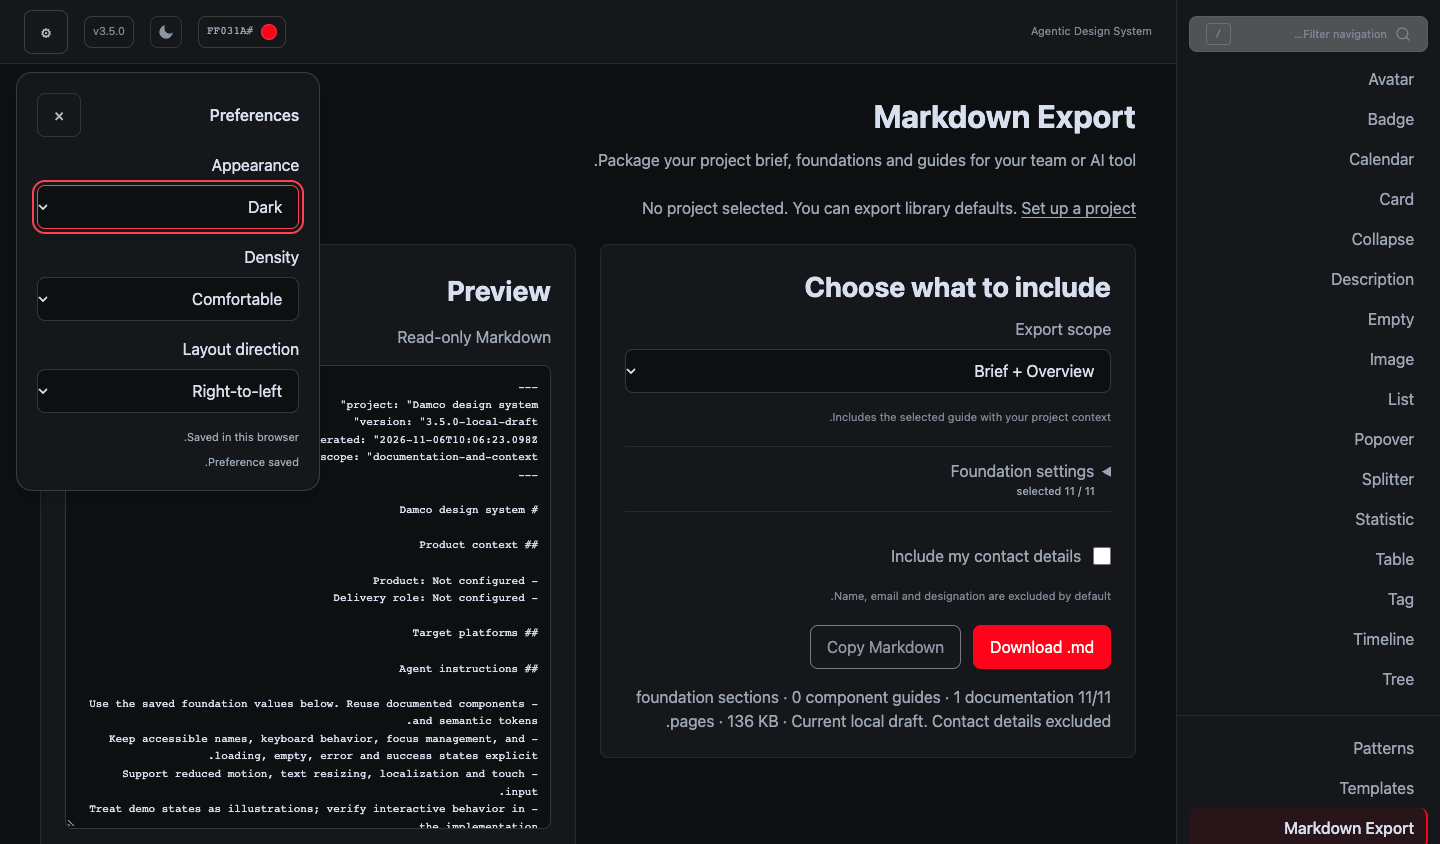 v3.5.0
FF031A#
Agentic Design System
/
...Filter navigation
Preferences
Appearance
Dark
Density
Comfortable
Layout direction
Right-to-left
.Saved in this browser
.Preference saved
Markdown Export
.Package your project brief, foundations and guides for your team or AI tool
No project selected. You can export library defaults. Set up a project
Choose what to include
Export scope
Brief + Overview
.Includes the selected guide with your project context
Foundation settings
selected 11 / 11
Include my contact details
.Name, email and designation are excluded by default
Download .md
Copy Markdown
foundation sections · 0 component guides · 1 documentation 11/11
.pages · 136 KB · Current local draft. Contact details excluded
Preview
Read-only Markdown
---
"project: "Damco design system
"version: "3.5.0-local-draft
erated: "2026-11-06T10:06:23.098Z
scope: "documentation-and-context
---
Damco design system #
Product context ##
Product: Not configured -
Delivery role: Not configured -
Target platforms ##
Agent instructions ##
Use the saved foundation values below. Reuse documented components -
.and semantic tokens
Keep accessible names, keyboard behavior, focus management, and -
.loading, empty, error and success states explicit
Support reduced motion, text resizing, localization and touch -
.input
Treat demo states as illustrations; verify interactive behavior in -
the implementation
Avatar
Badge
Calendar
Card
Collapse
Description
Empty
Image
List
Popover
Splitter
Statistic
Table
Tag
Timeline
Tree
Patterns
Templates
Markdown Export